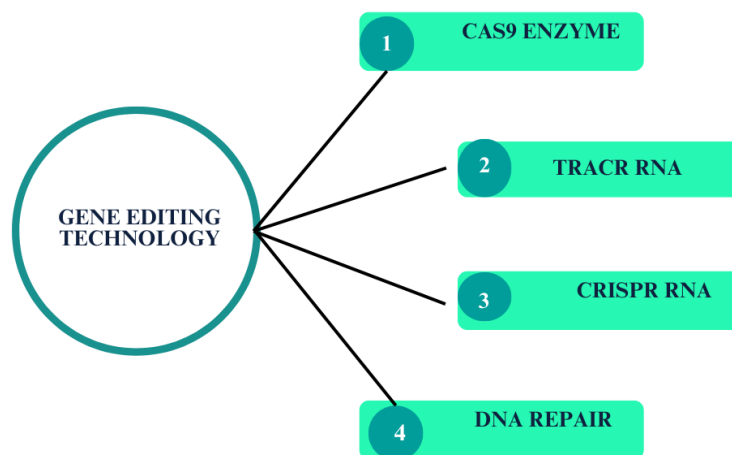 GENE EDITING
TECHNOLOGY
1
CAS9 ENZYME
2
TRACR RNA
3
CRISPR RNA
4
DNA REPAIR